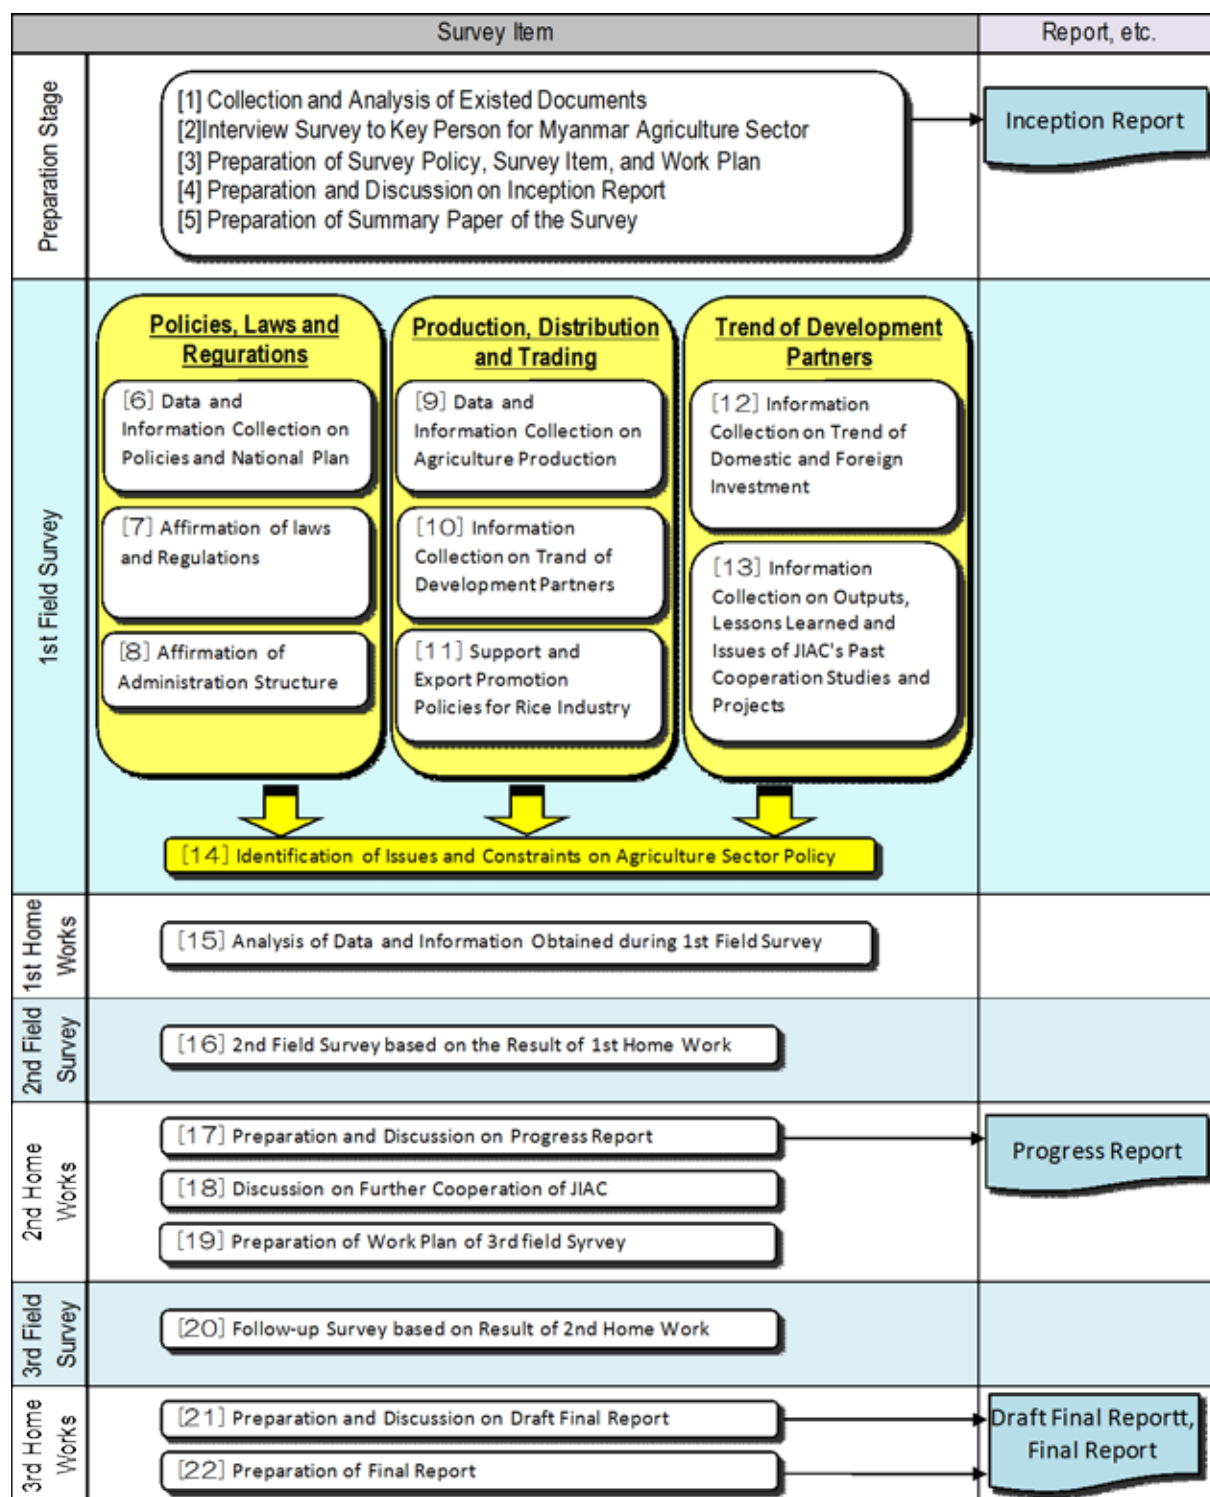 Survey Item
Report, etc.
Preparation Stage
[1] Collection and Analysis of Existed Documents
[2]Interview Survey to Key Person for Myanmar Agriculture Sector
[3] Preparation of Survey Policy, Survey Item, and Work Plan
[4] Preparation and Discussion on Inception Report
[5] Preparation of Summary Paper of the Survey
Inception Report
1st Field Survey
Policies, Laws and
Regurations
[6] Data and
Information Collection on
Policies and National Plan
[7] Affirmation of laws
and Regulations
[8] Affirmation of
Administration Structure
Production, Distribution
and Trading
[9] Data and
Information Collection on
Agriculture Production
[10] Information
Collection on Trand of
Development Partners
[11] Support and
Export Promotion
Policies for Rice Industry
Trend of Development
Partners
[12] Information
Collection on Trend of
Domestic and Foreign
Investment
[13] Information
Collection on Outputs,
Lessons Learned and
Issues of JIAC's Past
Cooperation Studies and
Projects
[14] Identification of Issues and Constraints on Agriculture Sector Policy
1st Home
Works
[15] Analysis of Data and Information Obtained during 1st Field Survey
2nd Field
Survey
[16] 2nd Field Survey based on the Result of 1st Home Work
2nd Home
Works
[17] Preparation and Discussion on Progress Report
[18] Discussion on Further Cooperation of JIAC
[19] Preparation of Work Plan of 3rd field Syrvey
Progress Report
3rd Field
Survey
[20] Follow-up Survey based on Result of 2nd Home Work
3rd Home
Works
[21] Preparation and Discussion on Draft Final Report
[22] Preparation of Final Report
Draft Final Reportt,
Final Report